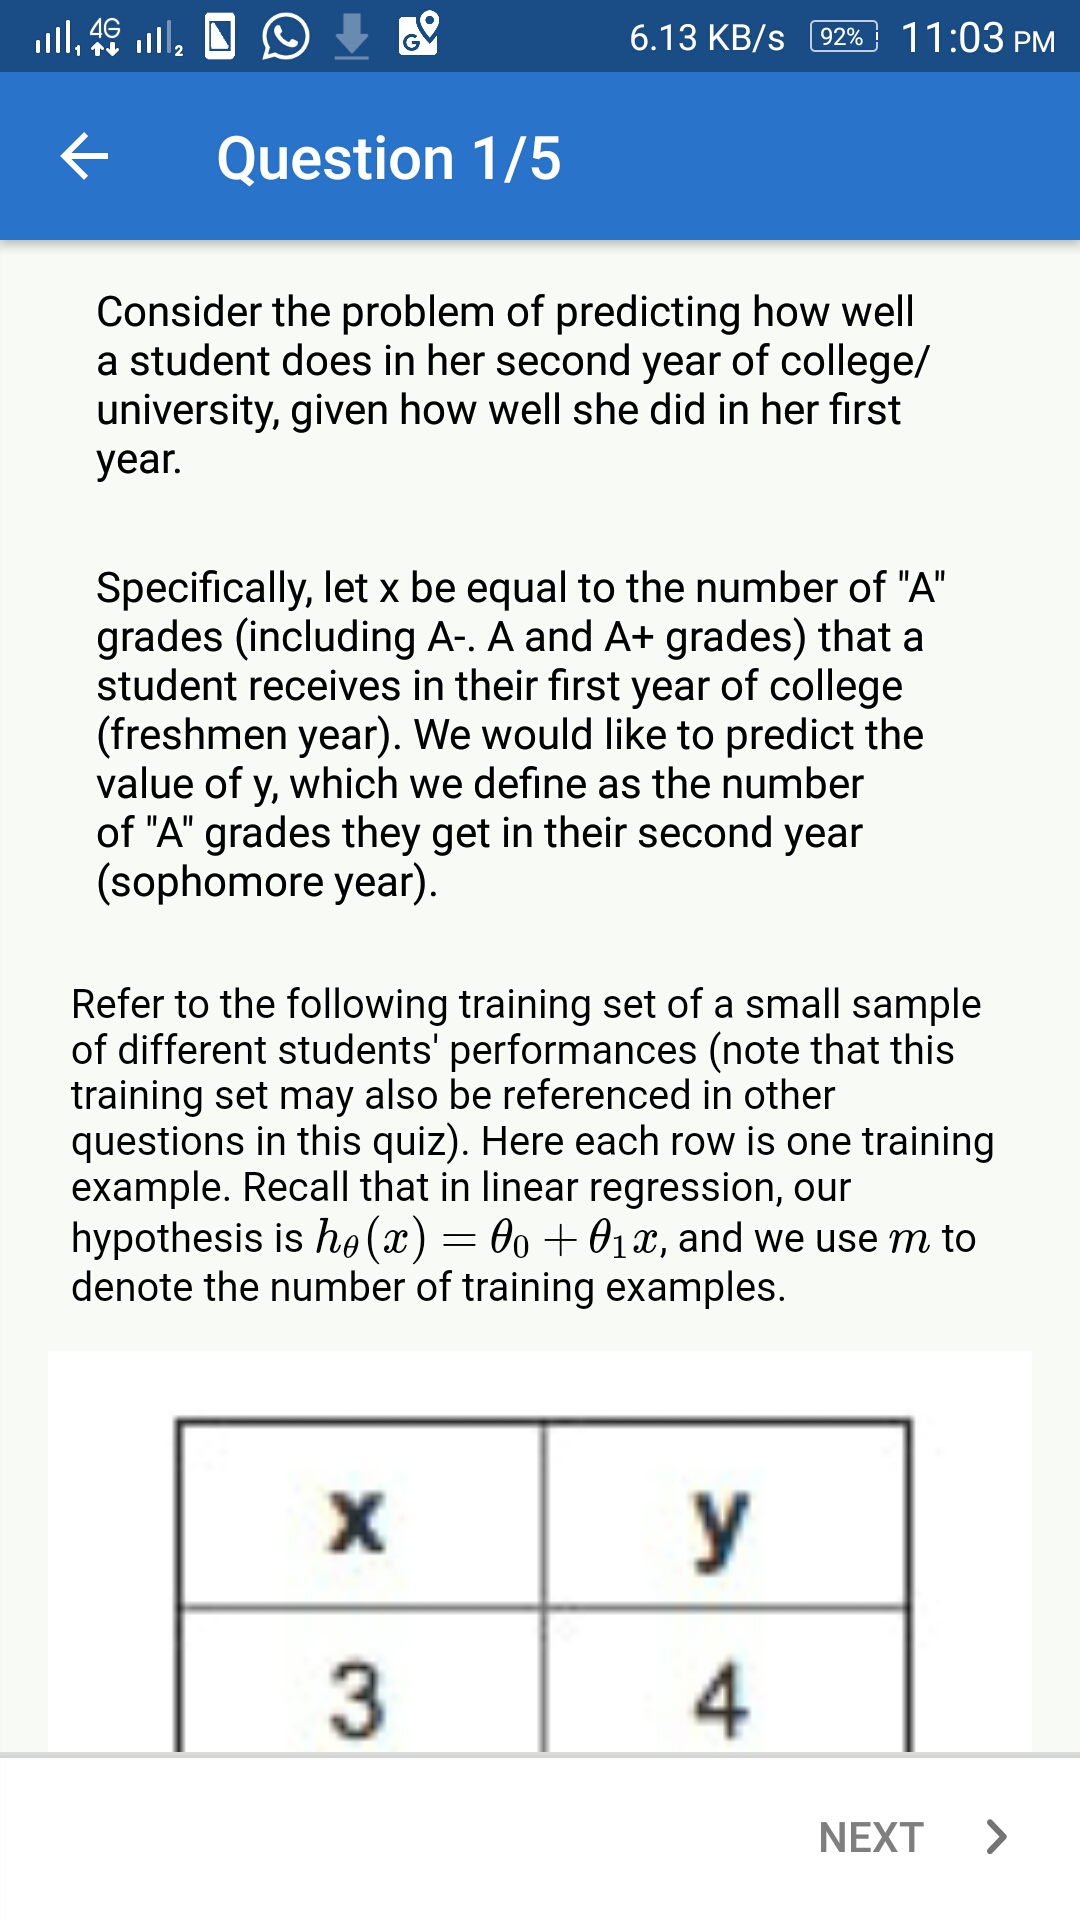 1 4G 2 G 6.13 KB/s 92% 11:03 PM
Question 1/5
Consider the problem of predicting how well
a student does in her second year of college/
university, given how well she did in her first
year.
Specifically, let x be equal to the number of "A"
grades (including A-. A and A+ grades) that a
student receives in their first year of college
(freshmen year). We would like to predict the
value of y, which we define as the number
of "A" grades they get in their second year
(sophomore year).
Refer to the following training set of a small sample
of different students' performances (note that this
training set may also be referenced in other
questions in this quiz). Here each row is one training
example. Recall that in linear regression, our
hypothesis is hθ(x) = θ0 + θ1x, and we use m to
denote the number of training examples.
x y
3 4
NEXT